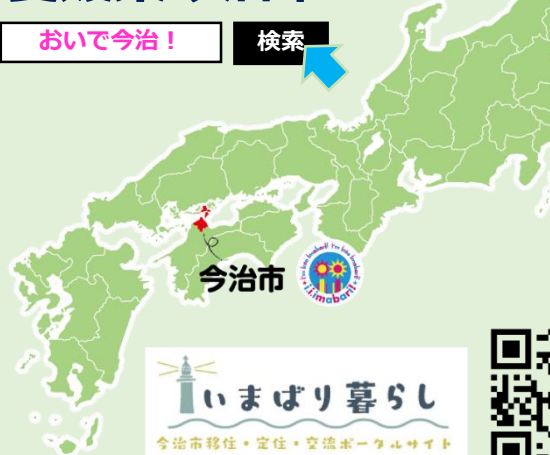 おいで今治！
検索
今治市
i.i.imabari!
いまばり暮らし
今治市移住・定住・交流ポータルサイト